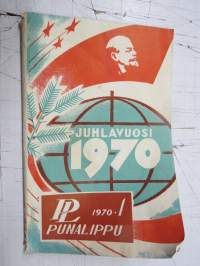 JUHLAVUOSI
1970
PL 1970·1
PUNALIPPU